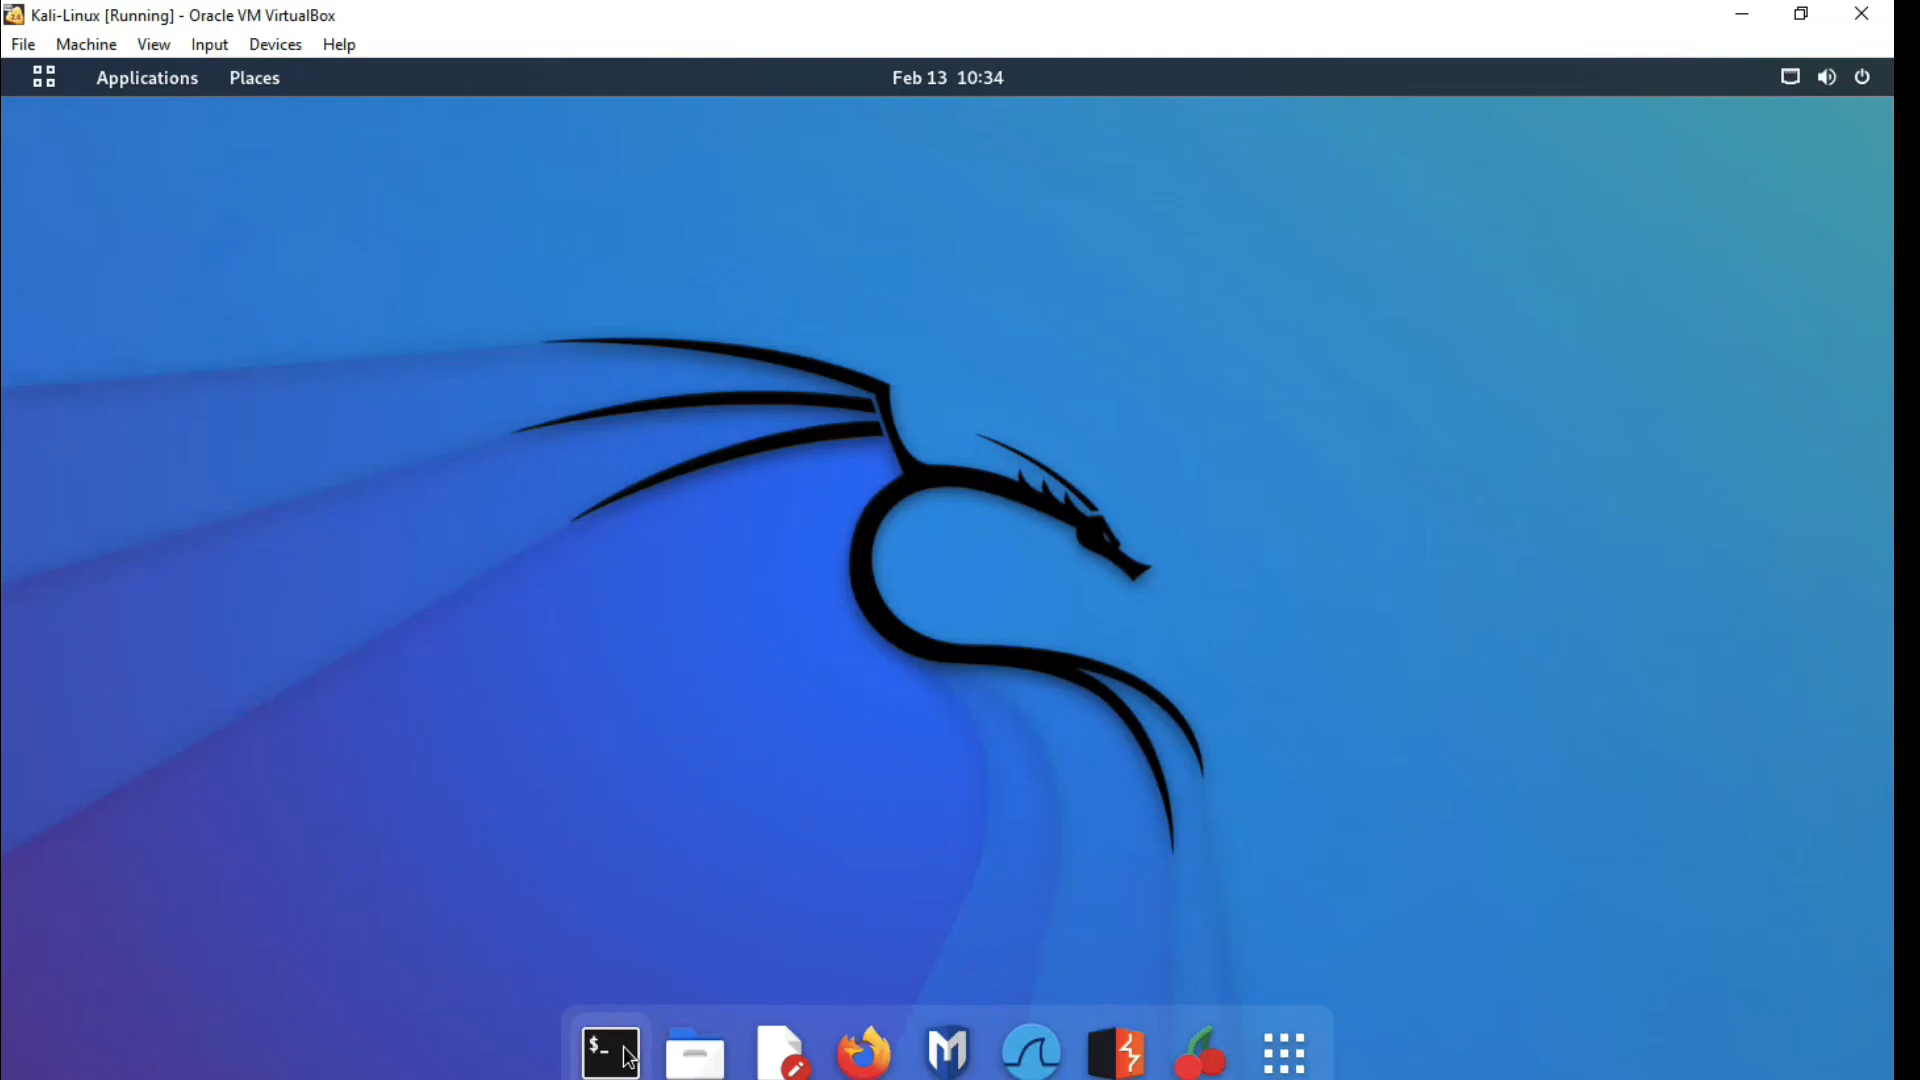 Kali-Linux [Running] - Oracle VM VirtualBox
File Machine View Input Devices Help
Applications Places Feb 13 10:34
$_